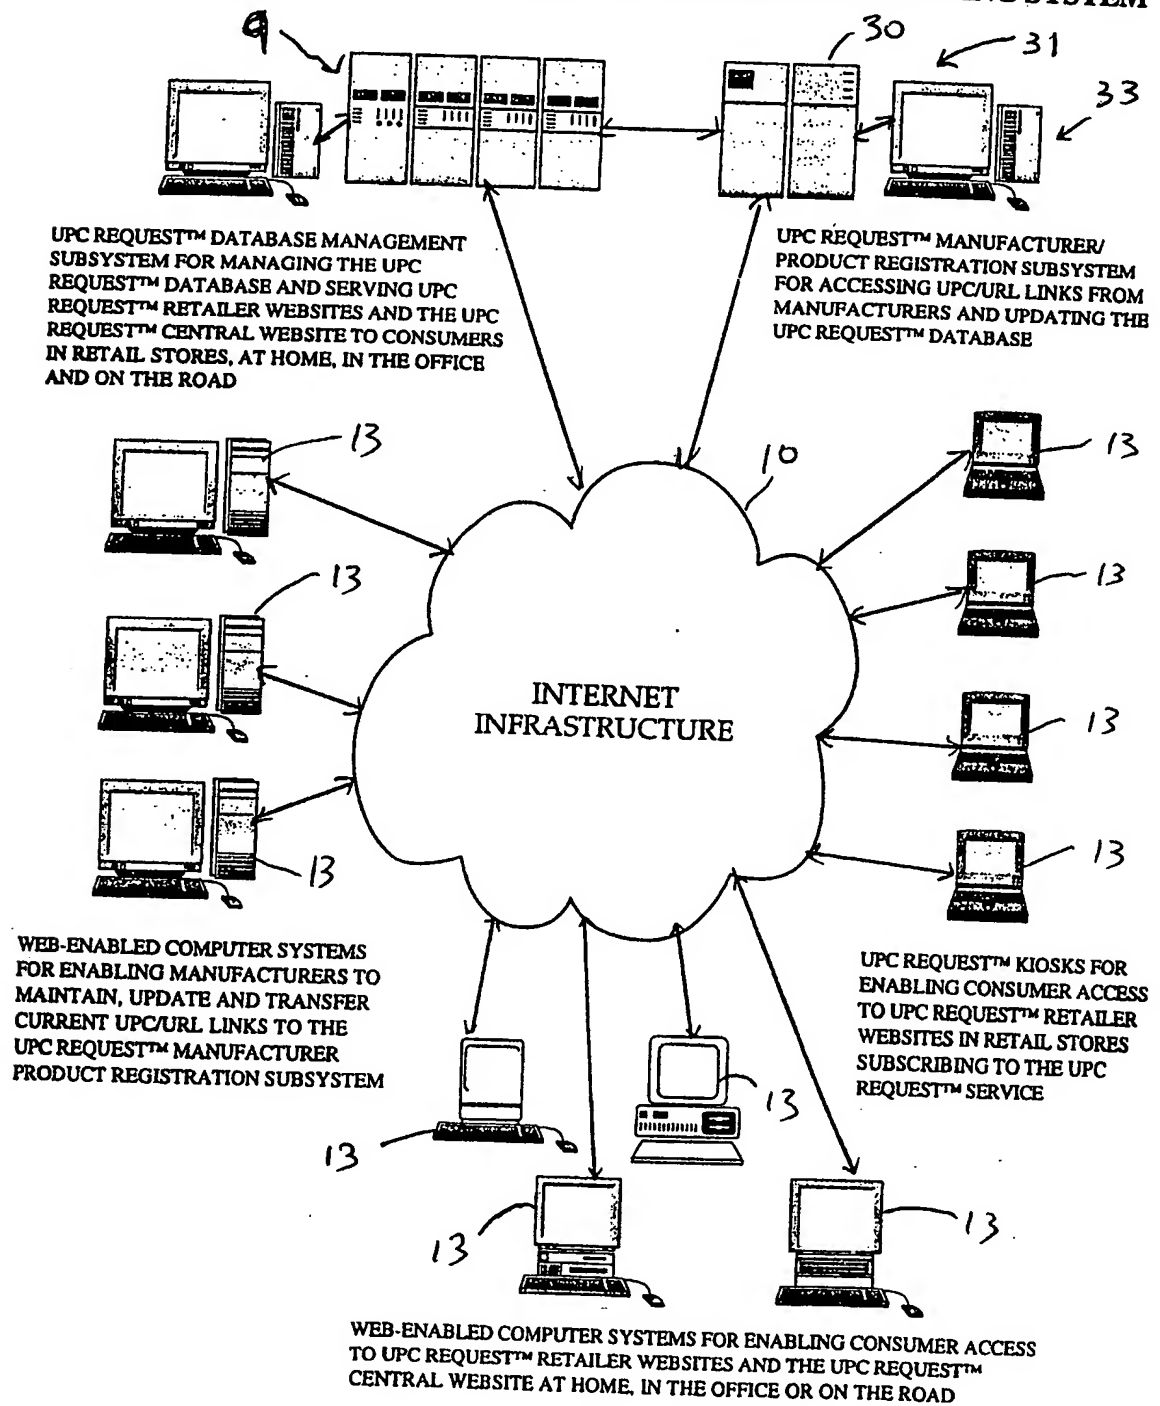 SYSTEM
9
30
31
33
UPC REQUEST™ DATABASE MANAGEMENT
SUBSYSTEM FOR MANAGING THE UPC
REQUEST™ DATABASE AND SERVING UPC
REQUEST™ RETAILER WEBSITES AND THE UPC
REQUEST™ CENTRAL WEBSITE TO CONSUMERS
IN RETAIL STORES, AT HOME, IN THE OFFICE
AND ON THE ROAD
UPC REQUEST™ MANUFACTURER/
PRODUCT REGISTRATION SUBSYSTEM
FOR ACCESSING UPC/URL LINKS FROM
MANUFACTURERS AND UPDATING THE
UPC REQUEST™ DATABASE
13
10
13
13
13
13
13
13
13
INTERNET
INFRASTRUCTURE
WEB-ENABLED COMPUTER SYSTEMS
FOR ENABLING MANUFACTURERS TO
MAINTAIN, UPDATE AND TRANSFER
CURRENT UPC/URL LINKS TO THE
UPC REQUEST™ MANUFACTURER
PRODUCT REGISTRATION SUBSYSTEM
UPC REQUEST™ KIOSKS FOR
ENABLING CONSUMER ACCESS
TO UPC REQUEST™ RETAILER
WEBSITES IN RETAIL STORES
SUBSCRIBING TO THE UPC
REQUEST™ SERVICE
13
13
13
13
WEB-ENABLED COMPUTER SYSTEMS FOR ENABLING CONSUMER ACCESS
TO UPC REQUEST™ RETAILER WEBSITES AND THE UPC REQUEST™
CENTRAL WEBSITE AT HOME, IN THE OFFICE OR ON THE ROAD